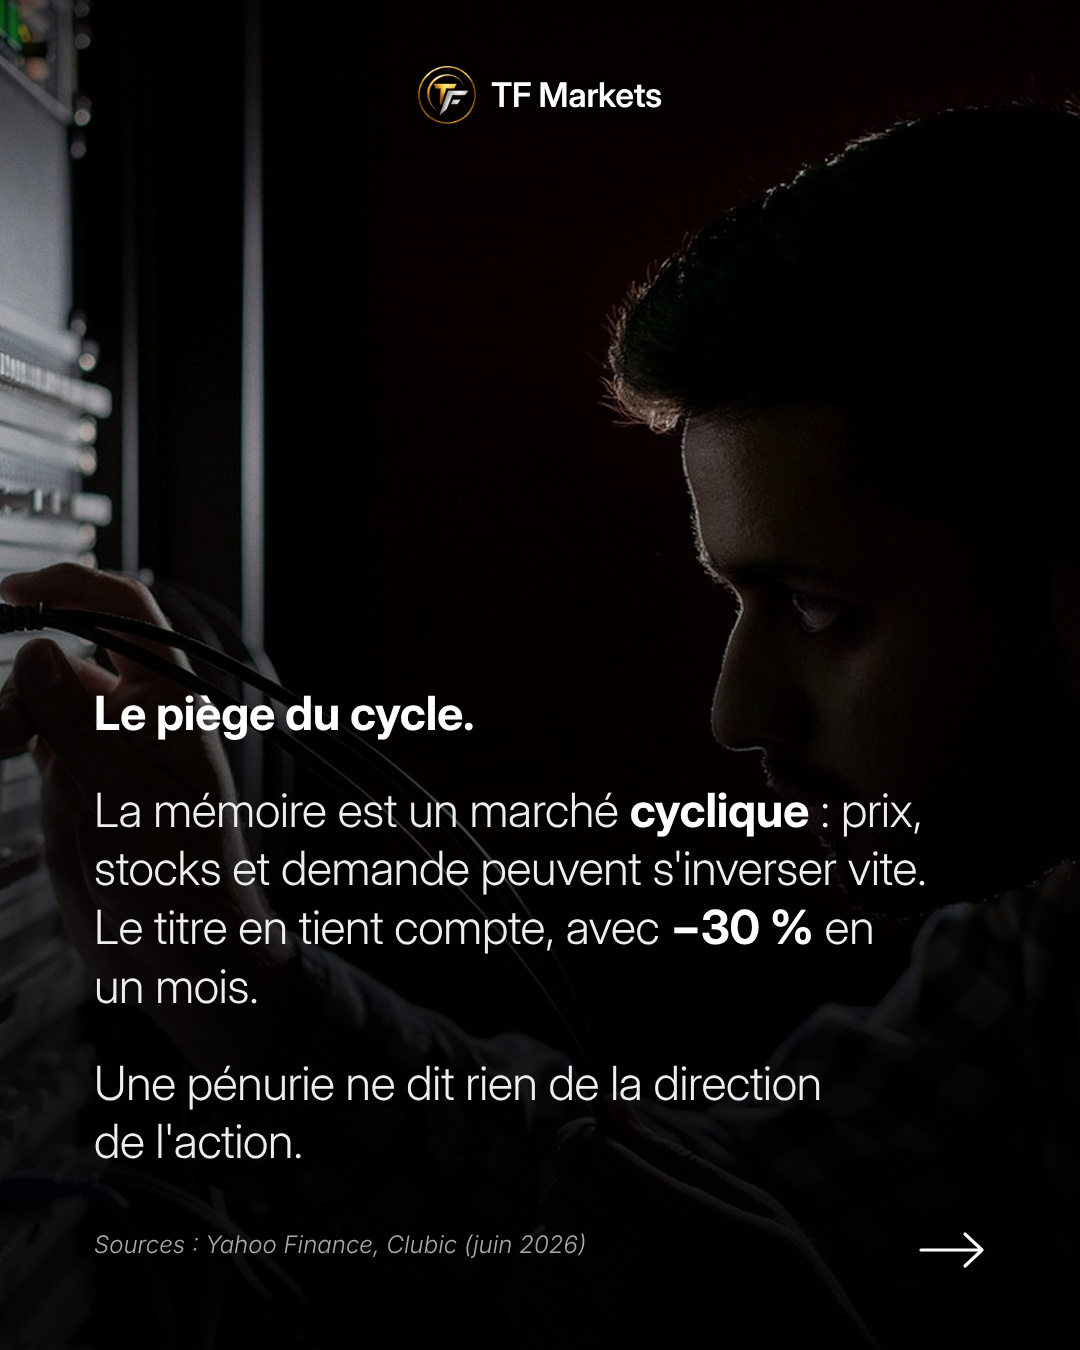 TF Markets
Le piège du cycle.
La mémoire est un marché cyclique : prix,
stocks et demande peuvent s'inverser vite.
Le titre en tient compte, avec −30 % en
un mois.
Une pénurie ne dit rien de la direction
de l'action.
Sources : Yahoo Finance, Clubic (juin 2026)